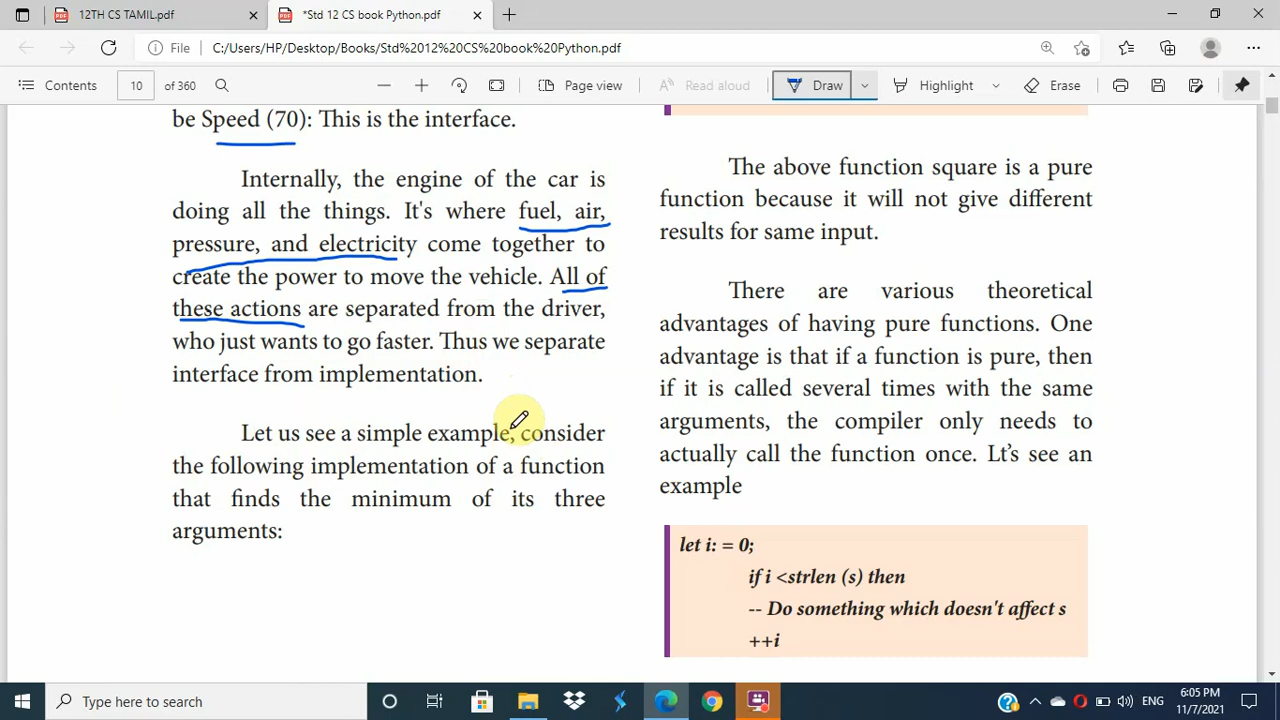 12TH CS TAMIL.pdf
*Std 12 CS book Python.pdf
File
C:/Users/HP/Desktop/Books/Std%2012%20CS%20book%20Python.pdf
Contents
10
of 360
Page view
Read aloud
Draw
Highlight
Erase
be Speed (70): This is the interface.
Internally, the engine of the car is
doing all the things. It's where fuel, air,
pressure, and electricity come together to
create the power to move the vehicle. All of
these actions are separated from the driver,
who just wants to go faster. Thus we separate
interface from implementation.
Let us see a simple example, consider
the following implementation of a function
that finds the minimum of its three
arguments:
The above function square is a pure
function because it will not give different
results for same input.
There are various theoretical
advantages of having pure functions. One
advantage is that if a function is pure, then
if it is called several times with the same
arguments, the compiler only needs to
actually call the function once. Lt's see an
example
let i: = 0;
if i <strlen (s) then
-- Do something which doesn't affect s
++i
Type here to search
ENG
6:05 PM
11/7/2021